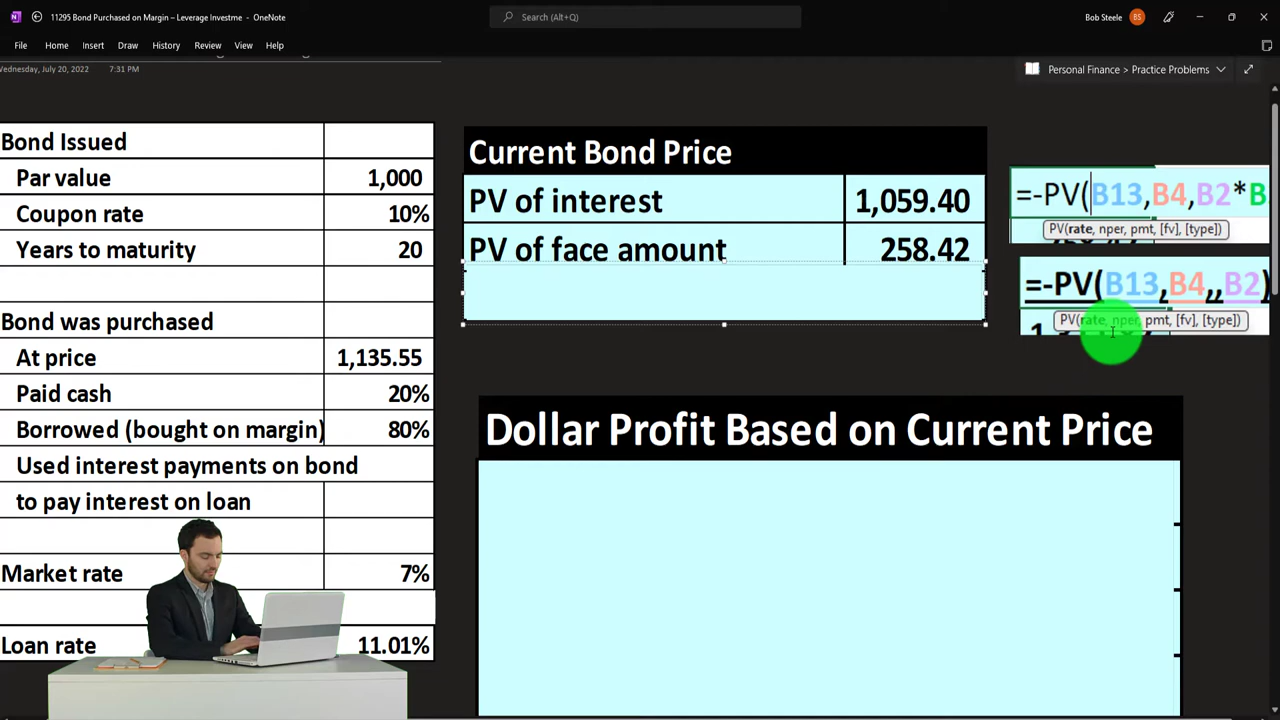 11295 Bond Purchased on Margin – Leverage Investme - OneNote
Search (Alt+Q)
Bob Steele
BS
File Home Insert Draw History Review View Help
Wednesday, July 20, 2022 7:31 PM
Personal Finance > Practice Problems
Bond Issued
Par value 1,000
Coupon rate 10%
Years to maturity 20
Bond was purchased
At price 1,135.55
Paid cash 20%
Borrowed (bought on margin) 80%
Used interest payments on bond
to pay interest on loan
Market rate 7%
Loan rate 11.01%
Current Bond Price
PV of interest 1,059.40
PV of face amount 258.42
=-PV(B13,B4,B2*B
PV(rate, nper, pmt, [fv], [type])
=-PV(B13,B4,,B2)
PV(rate, nper, pmt, [fv], [type])
Dollar Profit Based on Current Price